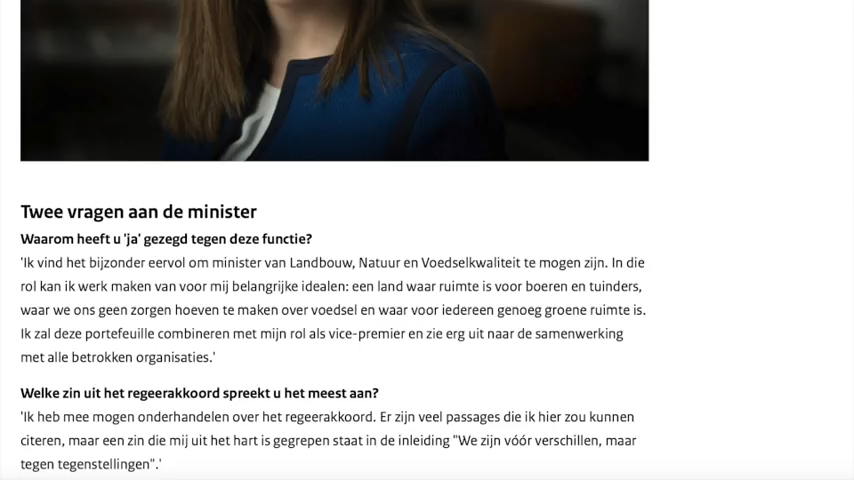 Twee vragen aan de minister
Waarom heeft u 'ja' gezegd tegen deze functie?
'Ik vind het bijzonder eervol om minister van Landbouw, Natuur en Voedselkwaliteit te mogen zijn. In die
rol kan ik werk maken van voor mij belangrijke idealen: een land waar ruimte is voor boeren en tuinders,
waar we ons geen zorgen hoeven te maken over voedsel en waar voor iedereen genoeg groene ruimte is.
Ik zal deze portefeuille combineren met mijn rol als vice-premier en zie erg uit naar de samenwerking
met alle betrokken organisaties.'
Welke zin uit het regeerakkoord spreekt u het meest aan?
'Ik heb mee mogen onderhandelen over het regeerakkoord. Er zijn veel passages die ik hier zou kunnen
citeren, maar een zin die mij uit het hart is gegrepen staat in de inleiding "We zijn vóór verschillen, maar
tegen tegenstellingen".'